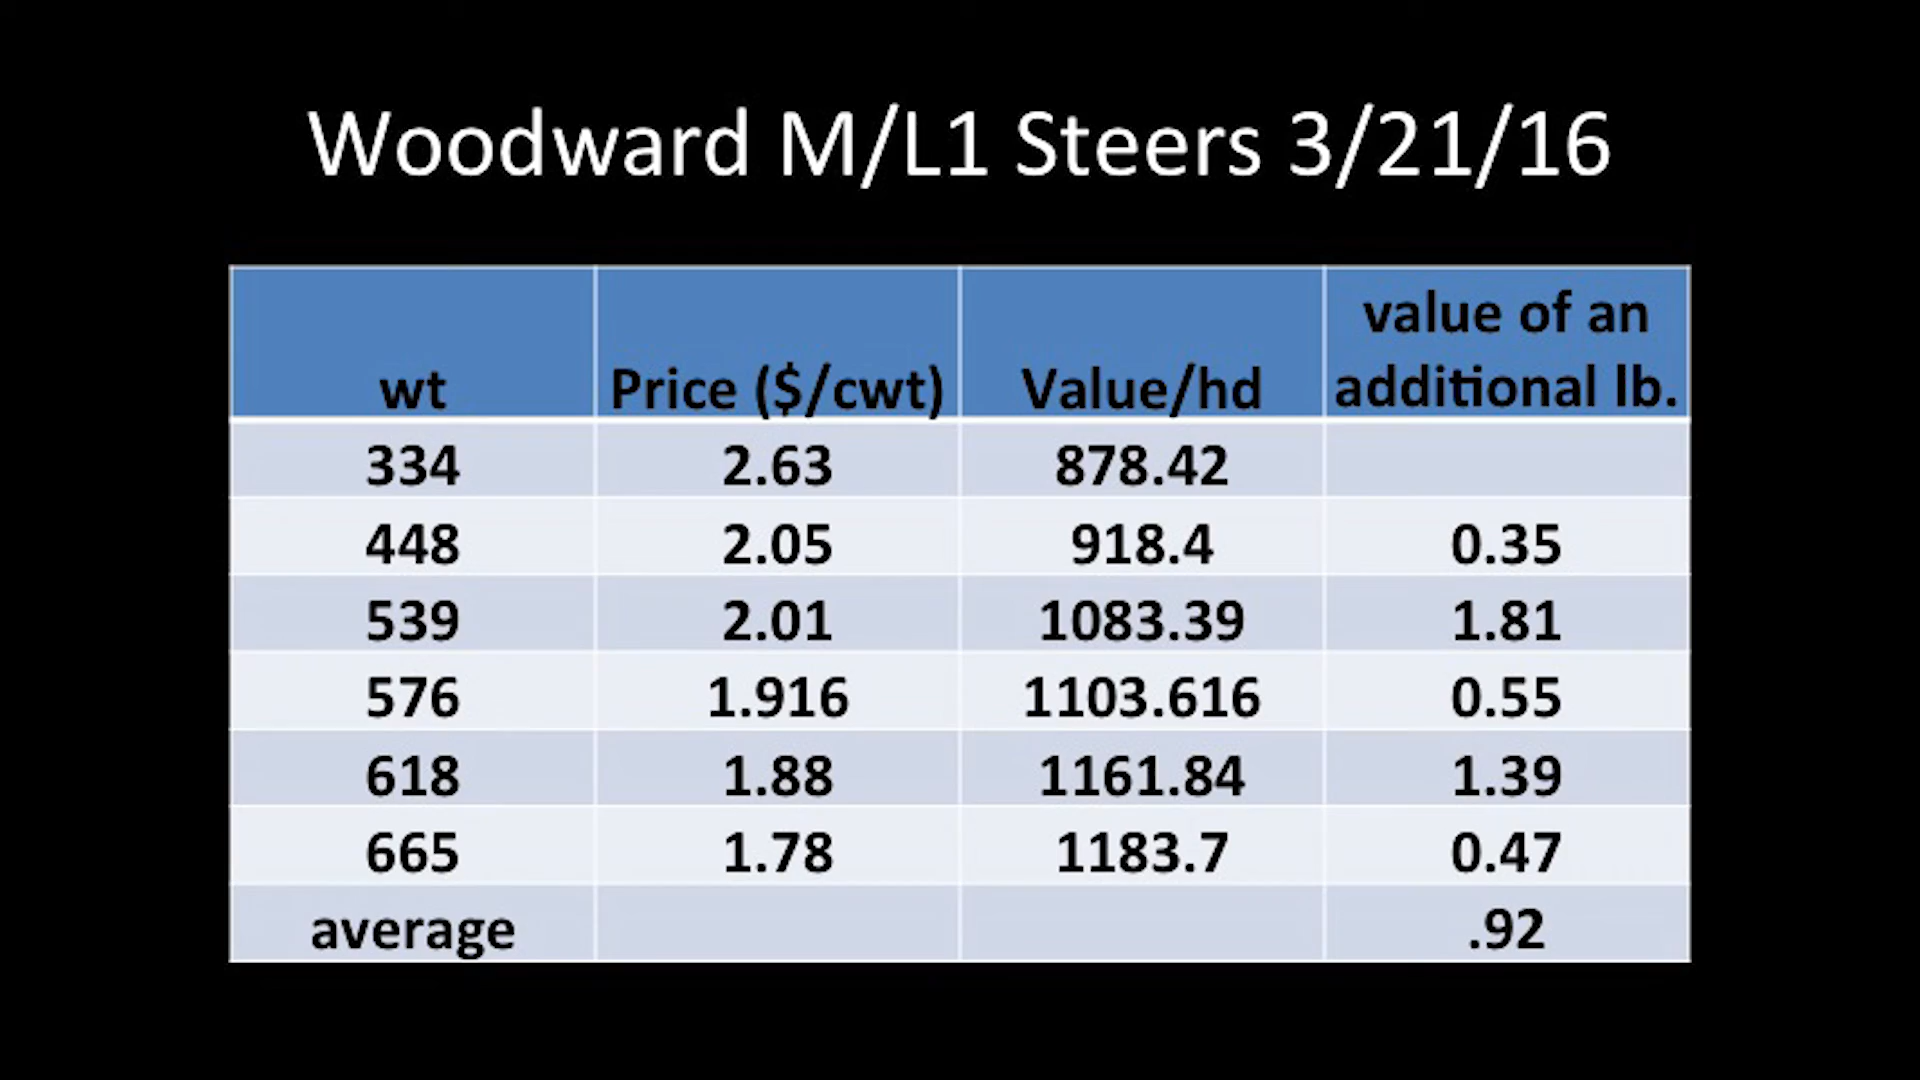 Woodward M/L1 Steers 3/21/16
wt Price ($/cwt) Value/hd value of an additional lb.
334 2.63 878.42
448 2.05 918.4 0.35
539 2.01 1083.39 1.81
576 1.916 1103.616 0.55
618 1.88 1161.84 1.39
665 1.78 1183.7 0.47
average .92